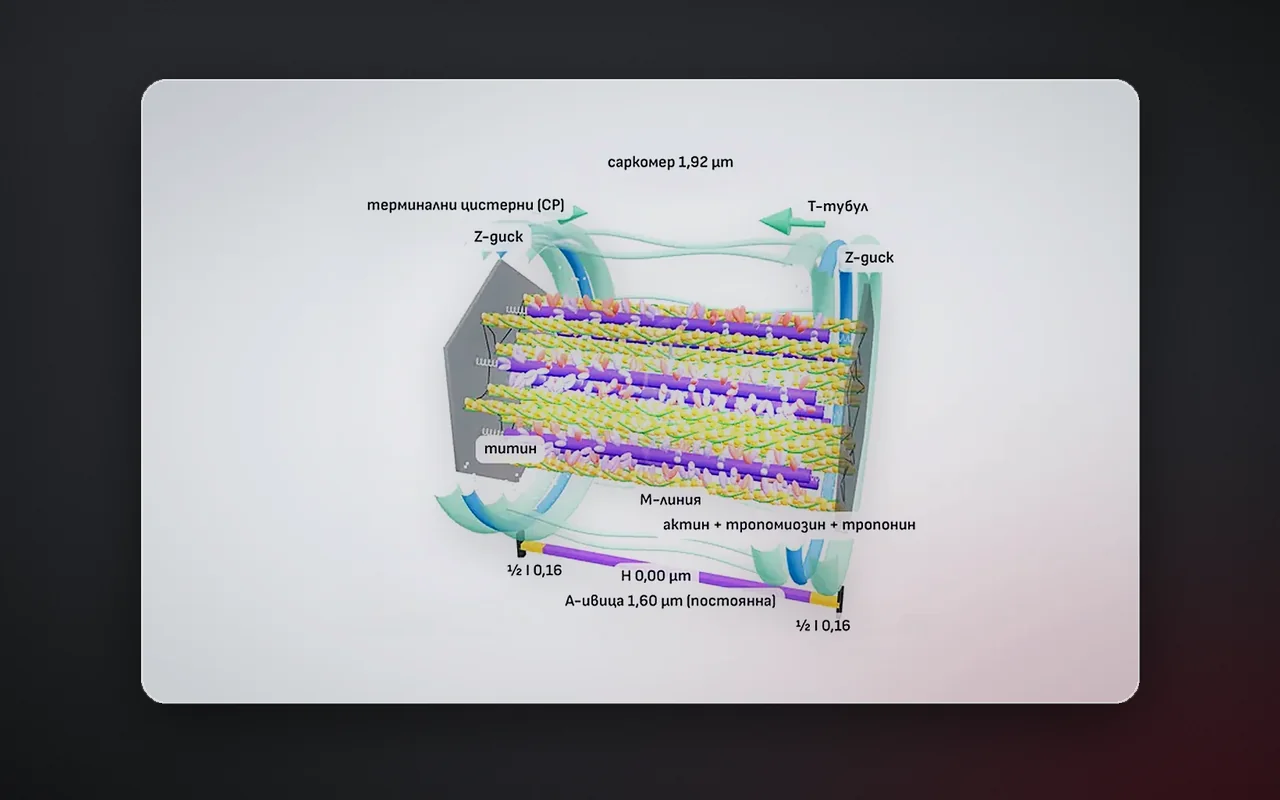 саркомер 1,92 µm
терминални цистерни (СР)
Т-тубул
Z-диск
Z-диск
титин
М-линия
актин + тропомиозин + тропонин
½ I 0,16
H 0,00 µm
А-ивица 1,60 µm (постоянна)
½ I 0,16